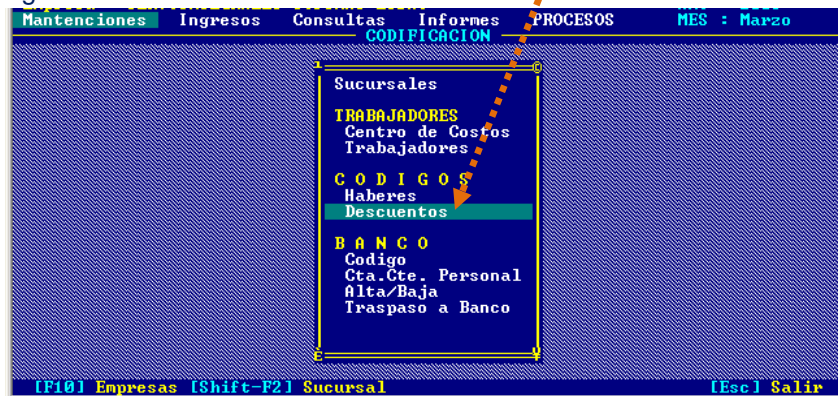 Mantenciones Ingresos Consultas Informes PROCESOS MES : Marzo
CODIFICACION
Sucursales
TRABAJADORES
Centro de Costos
Trabajadores
C O D I G O S
Haberes
Descuentos
B A N C O
Codigo
Cta.Cte. Personal
Alta/Baja
Traspaso a Banco
[F10] Empresas [Shift-F2] Sucursal [Esc] Salir